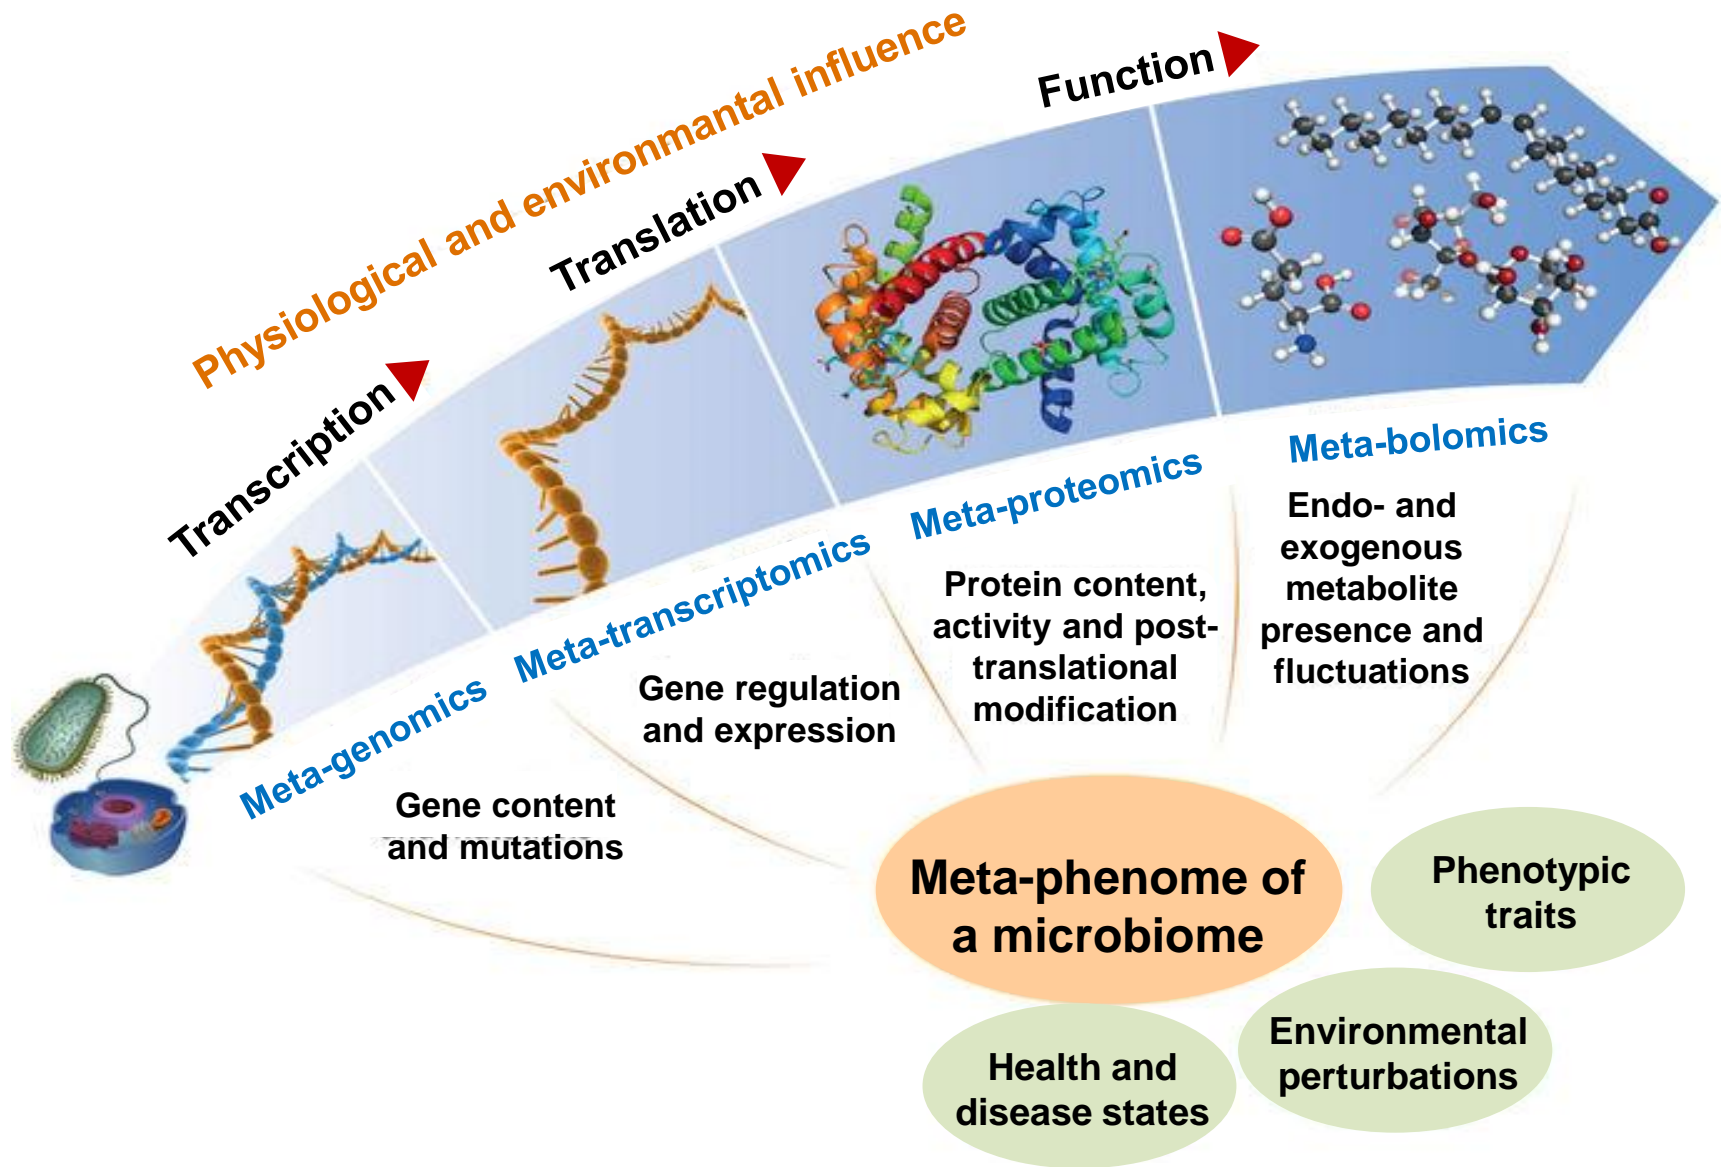 Physiological and environmantal influence
Transcription
Translation
Function
Meta-genomics
Meta-transcriptomics
Meta-proteomics
Meta-bolomics
Gene content
and mutations
Gene regulation
and expression
Protein content,
activity and post-
translational
modification
Endo- and
exogenous
metabolite
presence and
fluctuations
Meta-phenome of
a microbiome
Phenotypic
traits
Environmental
perturbations
Health and
disease states